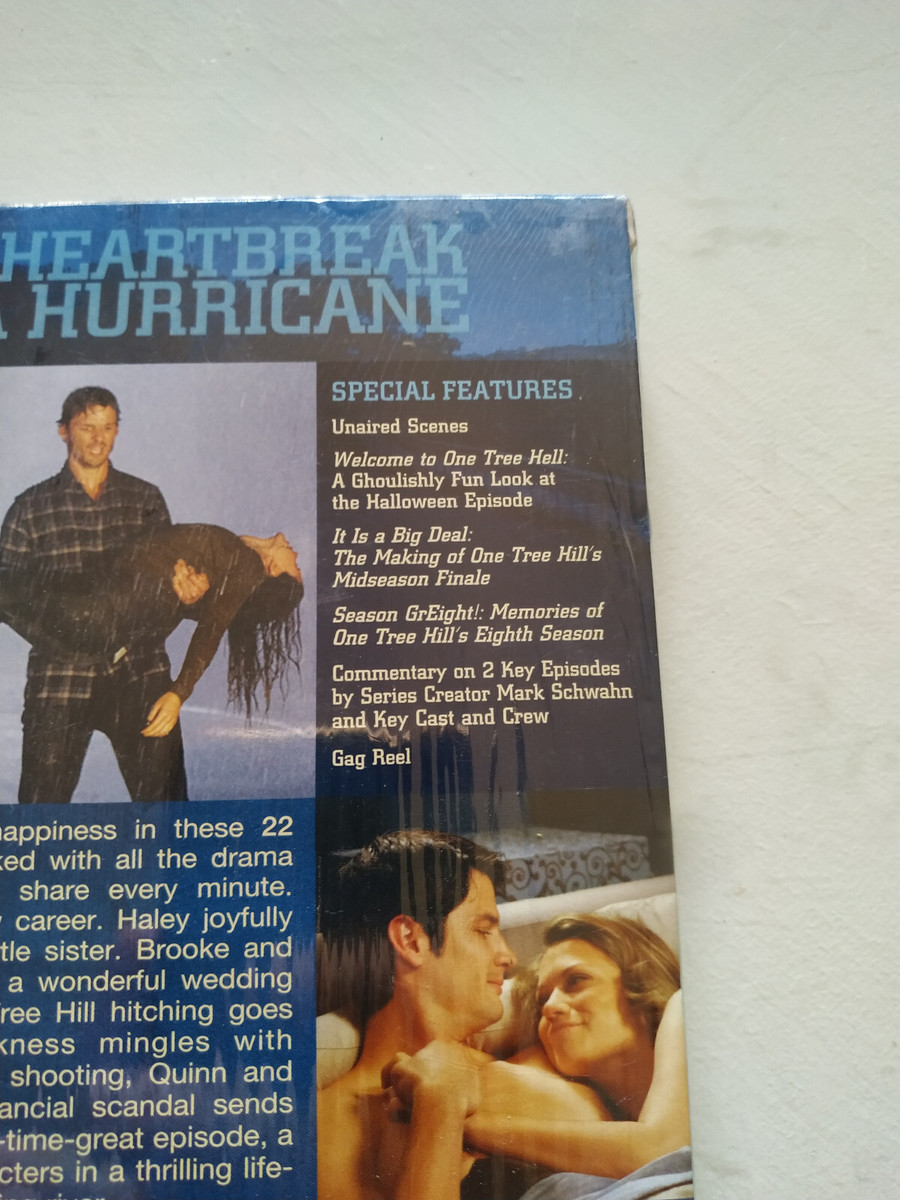 HEARTBREAK
A HURRICANE
SPECIAL FEATURES
Unaired Scenes
Welcome to One Tree Hell:
A Ghoulishly Fun Look at
the Halloween Episode
It Is a Big Deal:
The Making of One Tree Hill's
Midseason Finale
Season GrEight!: Memories of
One Tree Hill's Eighth Season
Commentary on 2 Key Episodes
by Series Creator Mark Schwahn
and Key Cast and Crew
Gag Reel
happiness in these 22
ked with all the drama
share every minute.
career. Haley joyfully
tle sister. Brooke and
a wonderful wedding
Tree Hill hitching goes
kness mingles with
shooting, Quinn and
ancial scandal sends
-time-great episode, a
cters in a thrilling life-